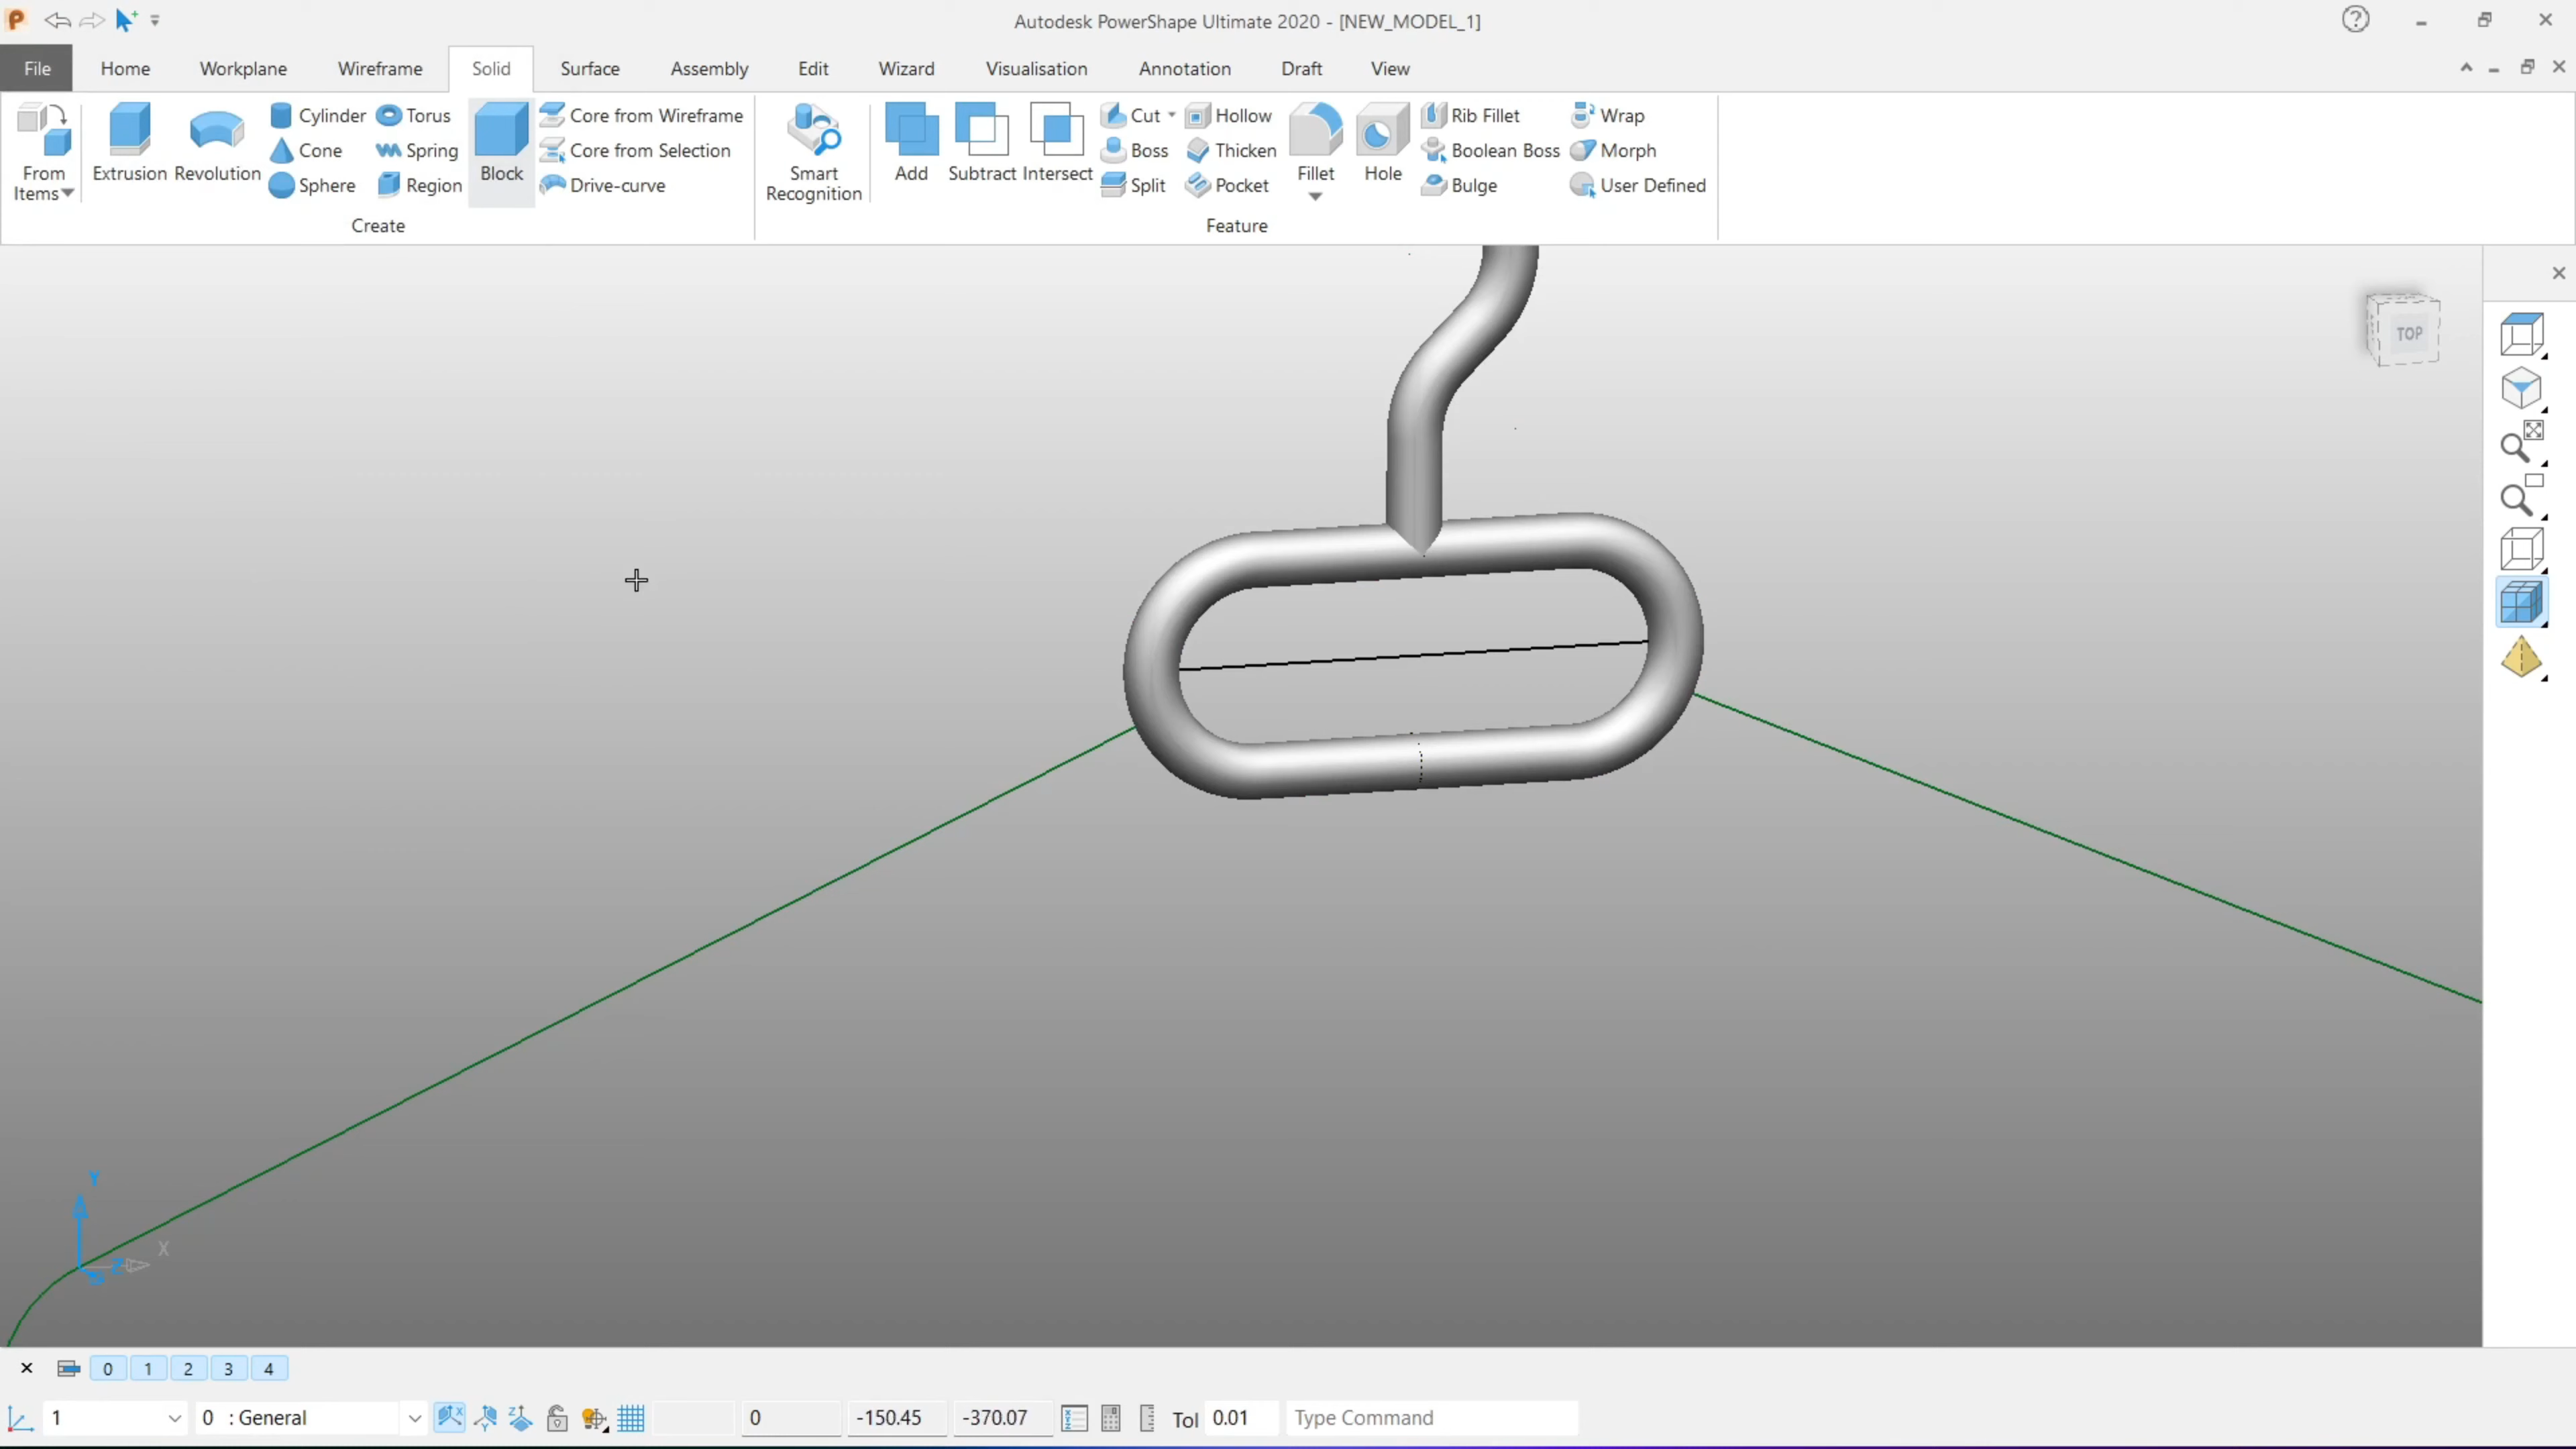 Autodesk PowerShape Ultimate 2020 - [NEW_MODEL_1]
File Home Workplane Wireframe Solid Surface Assembly Edit Wizard Visualisation Annotation Draft View
From Items
Extrusion
Revolution
Cylinder
Cone
Sphere
Torus
Spring
Region
Block
Core from Wireframe
Core from Selection
Drive-curve
Create
Smart
Recognition
Add
Subtract
Intersect
Cut
Boss
Split
Hollow
Thicken
Pocket
Fillet
Hole
Rib Fillet
Boolean Boss
Bulge
Wrap
Morph
User Defined
Feature
TOP
Y
X
Z
0 1 2 3 4
1
0 : General
0
-150.45
-370.07
Tol 0.01
Type Command